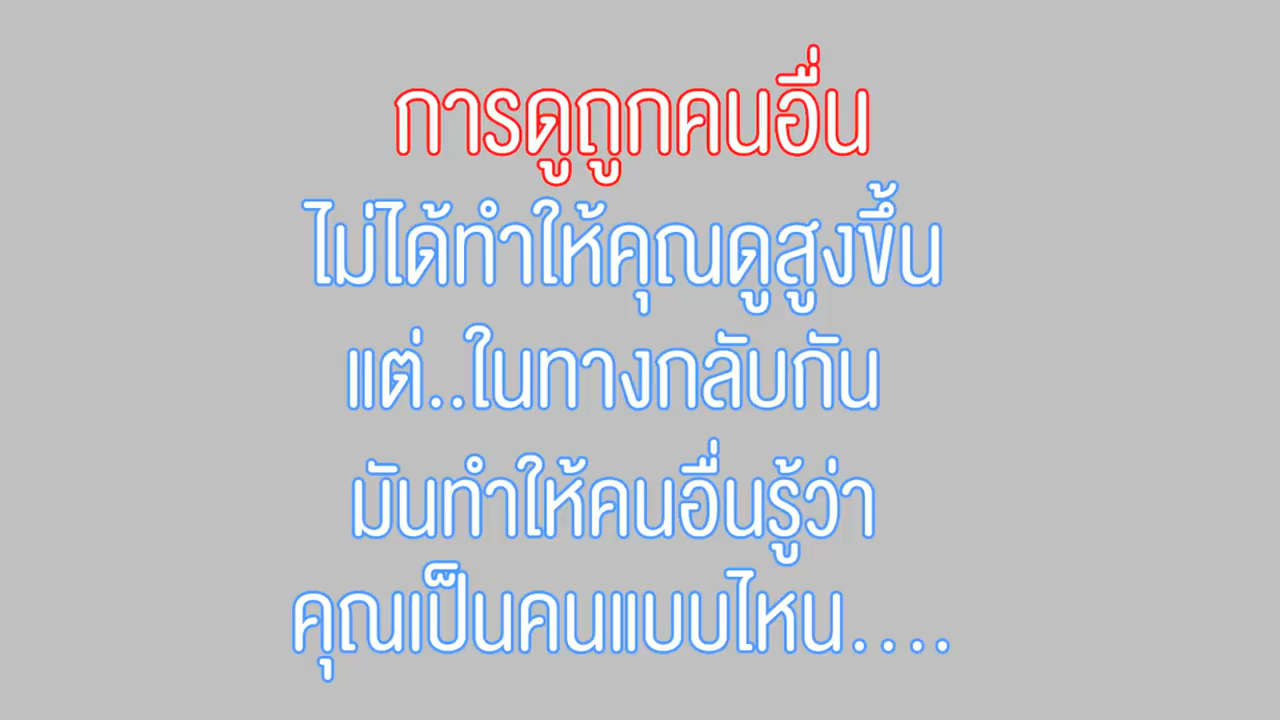 การดูถูกคนอื่น
ไม่ได้ทำให้คุณดูสูงขึ้น
แต่..ในทางกลับกัน
มันทำให้คนอื่นรู้ว่า
คุณเป็นคนแบบไหน....